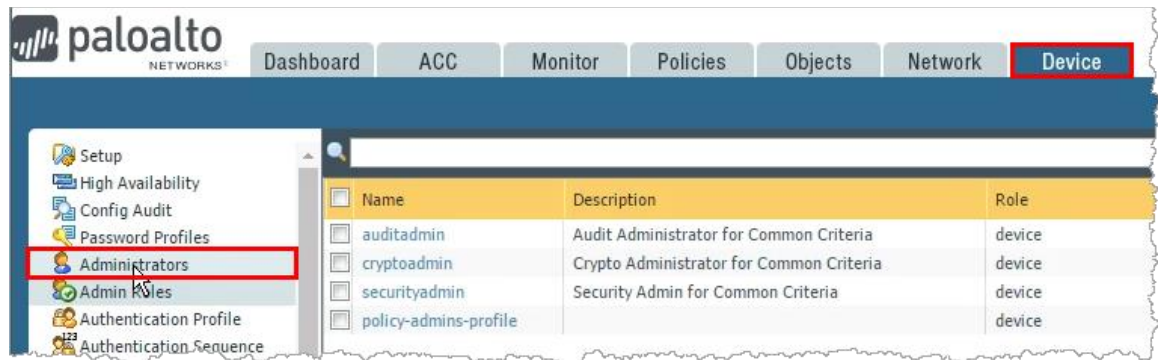 paloalto
NETWORKS
Dashboard ACC Monitor Policies Objects Network Device
Setup
High Availability
Config Audit
Password Profiles
Administrators
Admin Roles
Authentication Profile
Authentication Sequence
Name Description Role
auditadmin Audit Administrator for Common Criteria device
cryptoadmin Crypto Administrator for Common Criteria device
securityadmin Security Admin for Common Criteria device
policy-admins-profile device